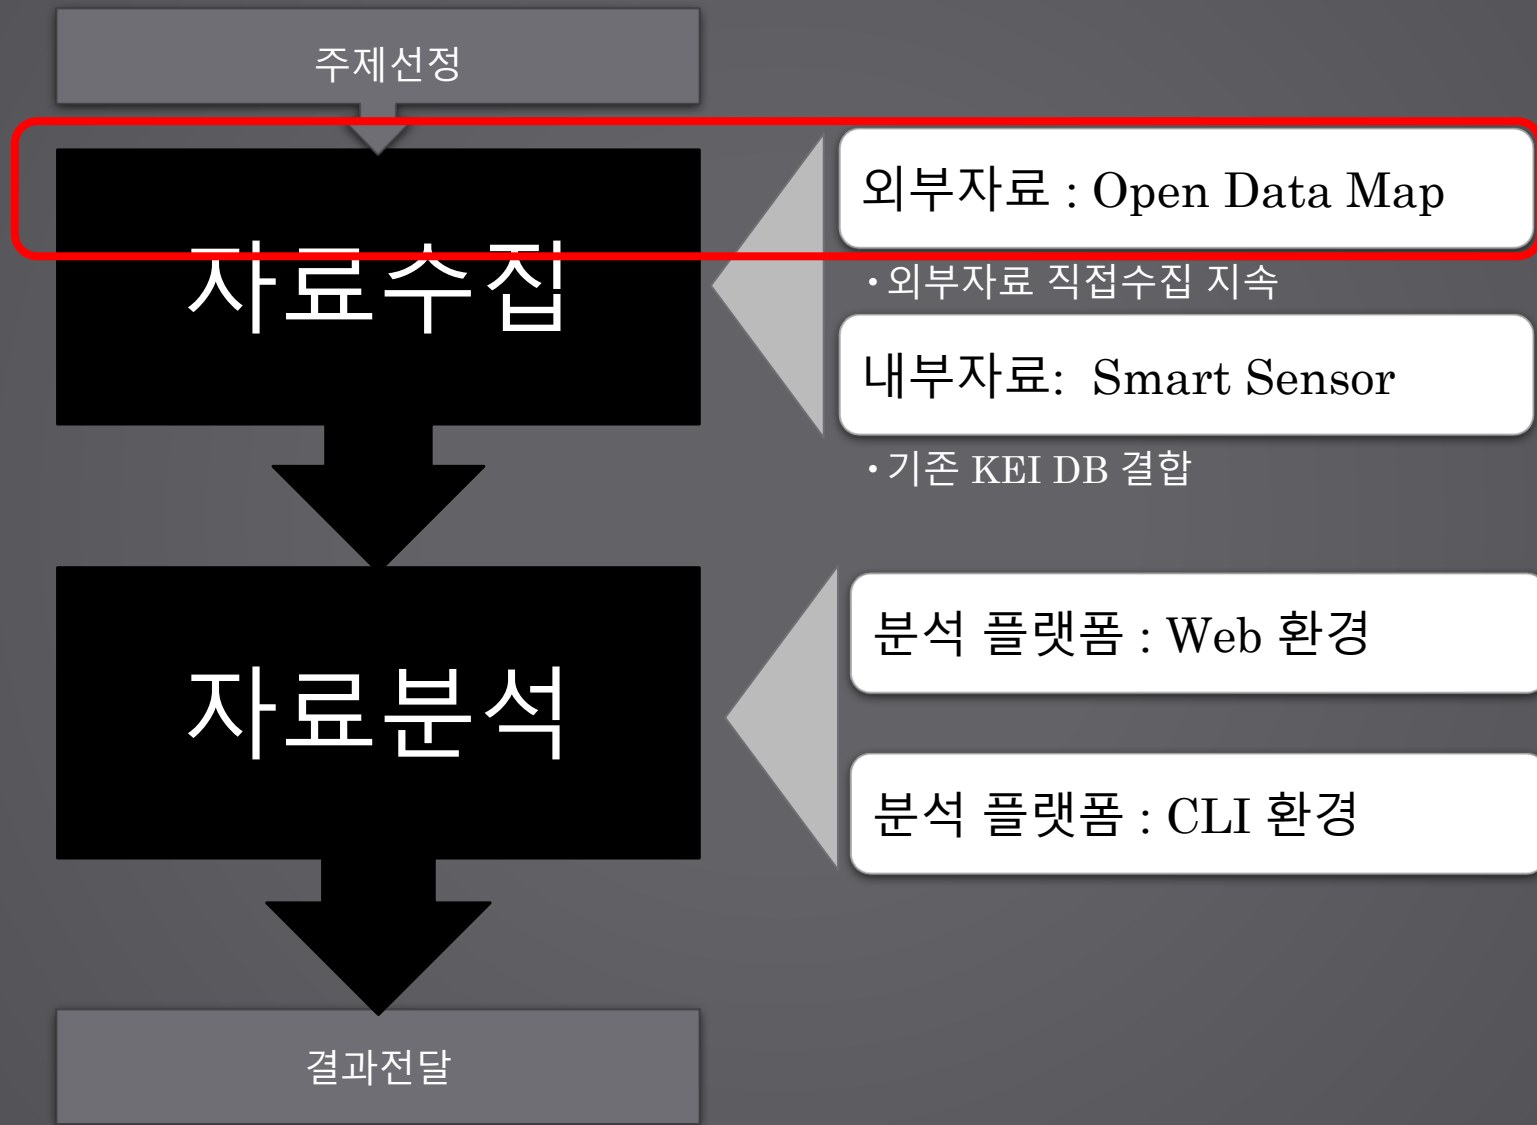 주제선정
자료수집
외부자료 : Open Data Map
•외부자료 직접수집 지속
내부자료: Smart Sensor
•기존 KEI DB 결합
자료분석
분석 플랫폼 : Web 환경
분석 플랫폼 : CLI 환경
결과전달